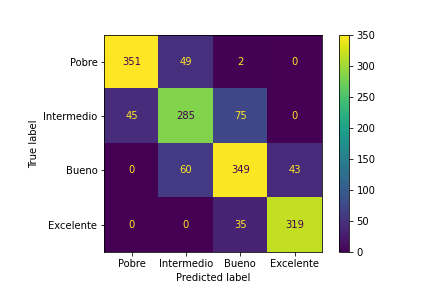 Pobre 351 49 2 0
Intermedio 45 285 75 0
Bueno 0 60 349 43
Excelente 0 0 35 319
Pobre Intermedio Bueno Excelente
Predicted label
True label
350
300
250
200
150
100
50
0